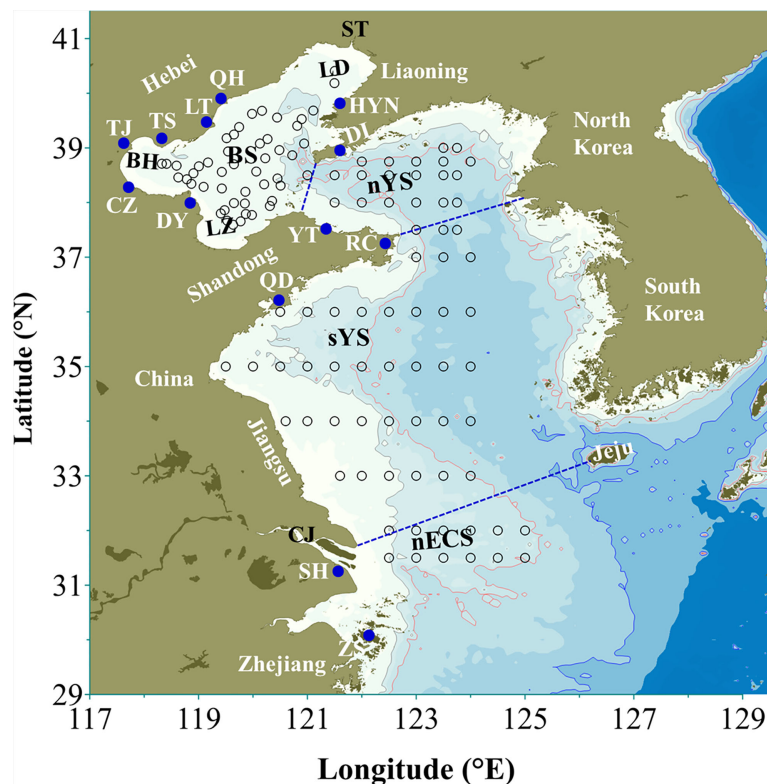 41
39
37
35
33
31
29
Latitude (°N)
ST
Hebei
QH
LD
Liaoning
LT
HYN
TJ
TS
North
Korea
DL
BH
BS
nYS
CZ
DY
LZ
YT
RC
Shandong
QD
South
Korea
sYS
China
Jiangsu
Jeju
CJ
nECS
SH
Zhejiang
117
119
121
123
125
127
129
Longitude (°E)